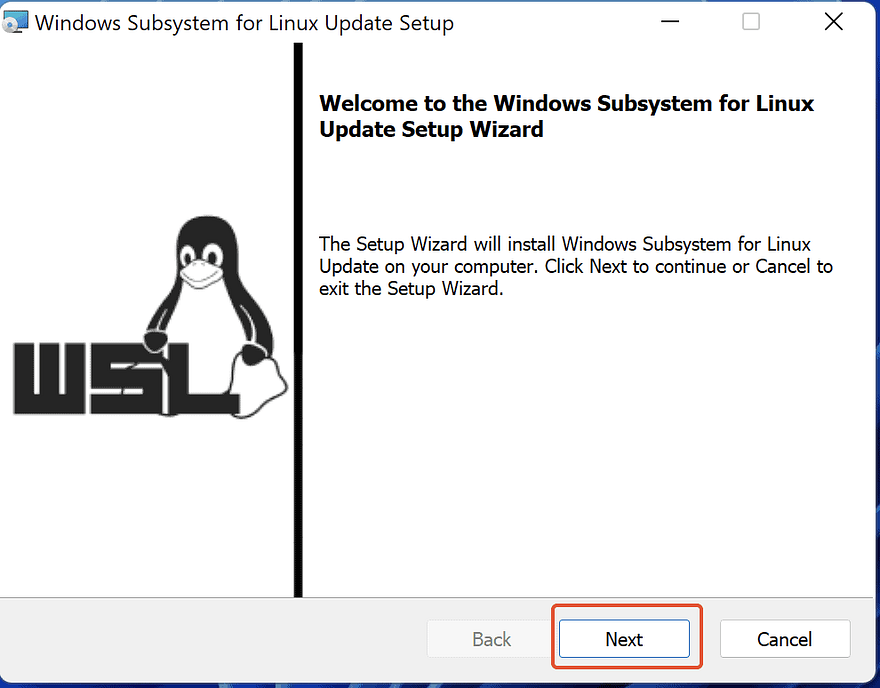 Windows Subsystem for Linux Update Setup
Welcome to the Windows Subsystem for Linux
Update Setup Wizard
The Setup Wizard will install Windows Subsystem for Linux
Update on your computer. Click Next to continue or Cancel to
exit the Setup Wizard.
WSL
Back
Next
Cancel